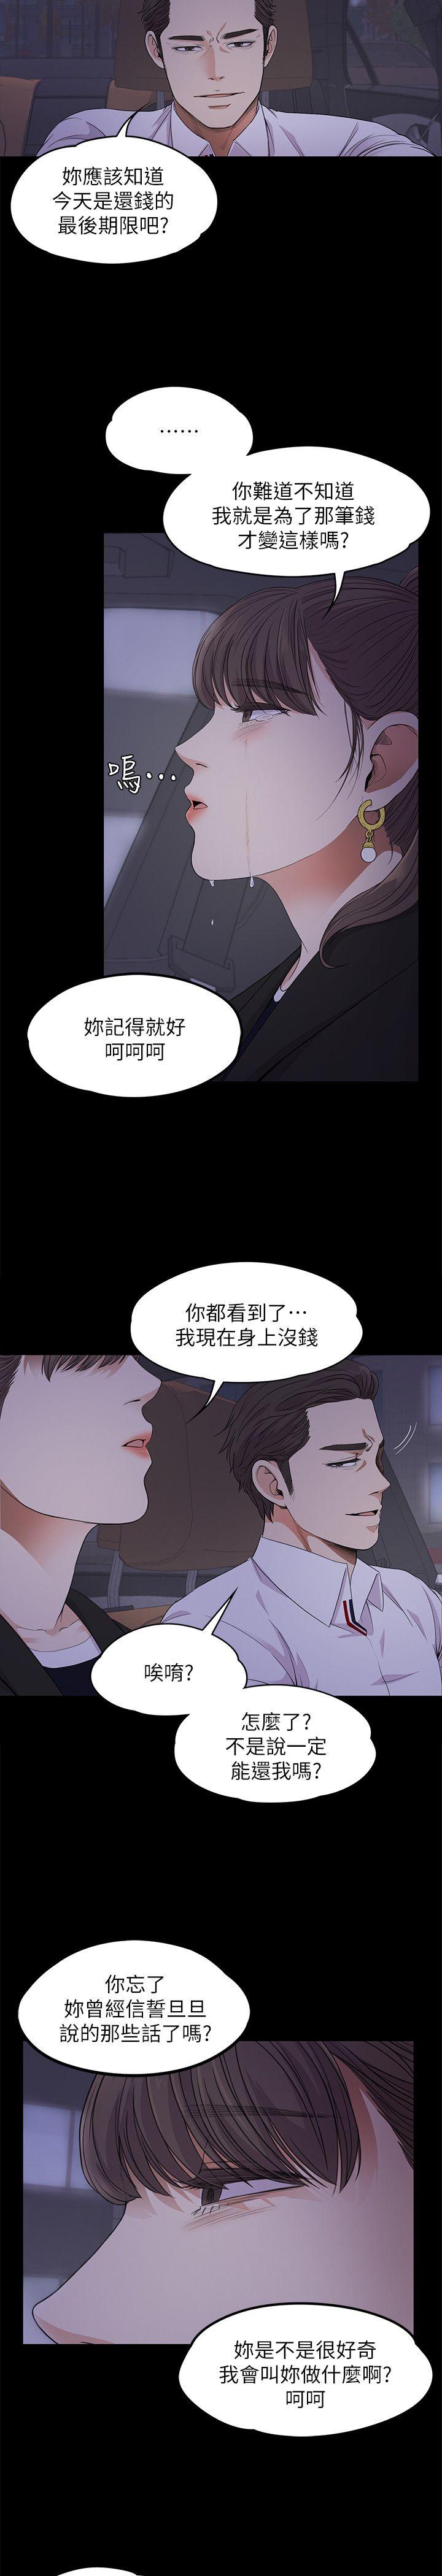 妳應該知道
今天是還錢的
最後期限吧?
……
你難道不知道
我就是為了那筆錢
才變這樣嗎?
嗚…
妳記得就好
呵呵呵
你都看到了…
我現在身上沒錢
唉唷?
怎麼了?
不是說一定
能還我嗎?
你忘了
妳曾經信誓旦旦
說的那些話了嗎?
妳是不是很好奇
我會叫妳做什麼啊?
呵呵